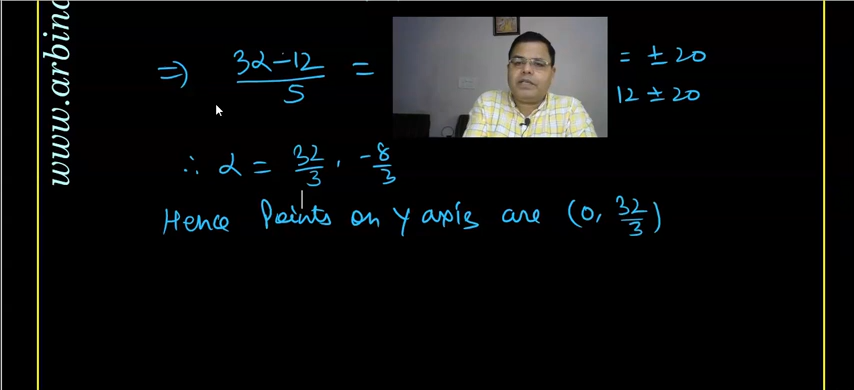 www.arbind
⇒ (3α-12)/5 = = ±20
12 ±20
∴ α = 32/3, -8/3
Hence Points on y axis are (0, 32/3)